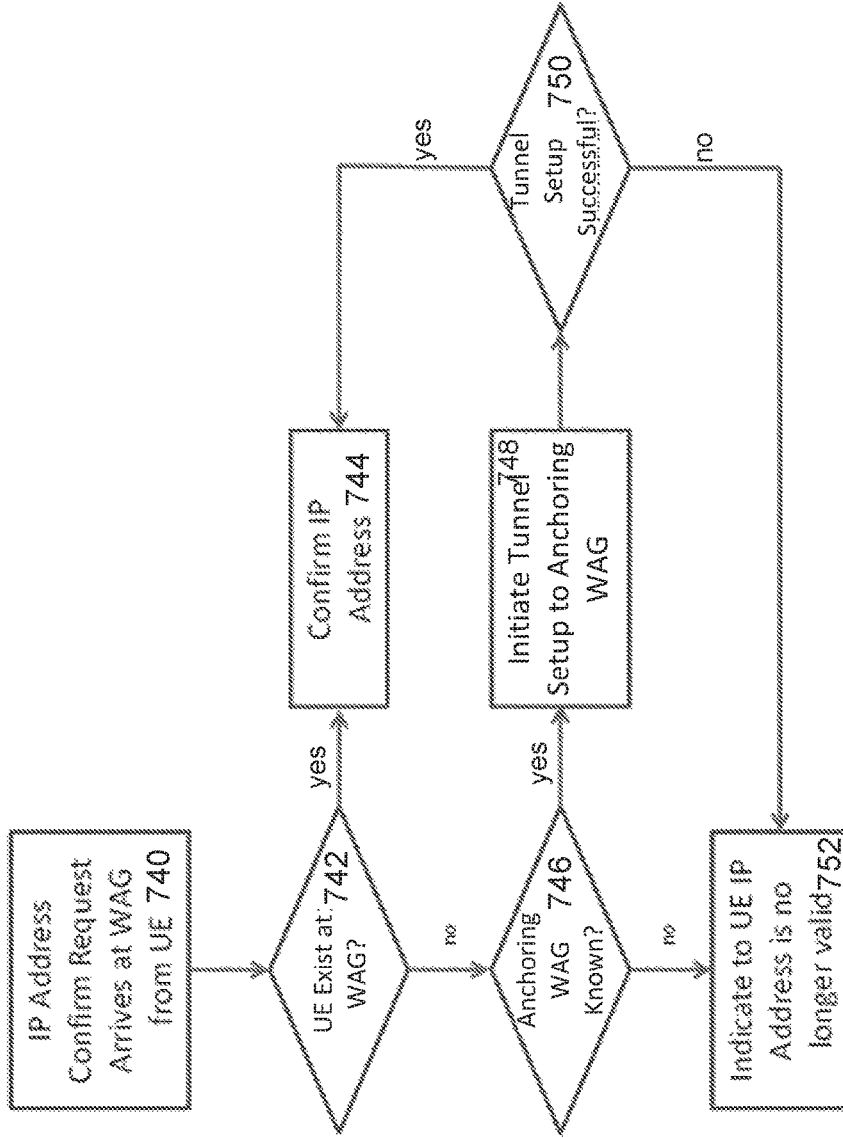 IP Address
Confirm Request
Arrives at WAG
from UE 740
UE Exist at: 742
WAG?
yes
Confirm IP
Address 744
no
Anchoring
WAG 746
Known?
yes
Initiate Tunnel 748
Setup to Anchoring
WAG
Tunnel
Setup 750
Successful?
yes
no
no
Indicate to UE IP
Address is no
longer valid 752